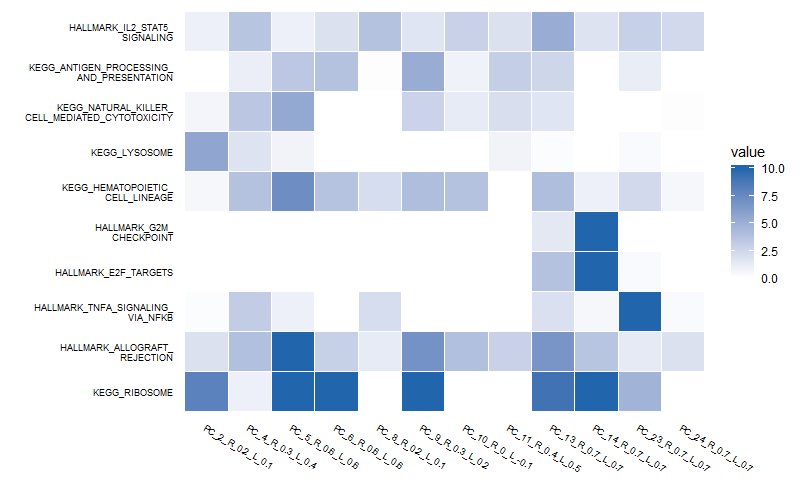 HALLMARK_IL2_STAT5_
SIGNALING
KEGG_ANTIGEN_PROCESSING_
AND_PRESENTATION
KEGG_NATURAL_KILLER_
CELL_MEDIATED_CYTOTOXICITY
KEGG_LYSOSOME
KEGG_HEMATOPOIETIC_
CELL_LINEAGE
HALLMARK_G2M_
CHECKPOINT
HALLMARK_E2F_TARGETS
HALLMARK_TNFA_SIGNALING_
VIA_NFKB
HALLMARK_ALLOGRAFT_
REJECTION
KEGG_RIBOSOME
value
10.0
7.5
5.0
2.5
0.0
PC_2_R_0.2_L_0.1
PC_4_R_0.3_L_0.4
PC_5_R_0.6_L_0.6
PC_6_R_0.6_L_0.6
PC_8_R_0.2_L_0.1
PC_9_R_0.3_L_0.2
PC_10_R_0_L_-0.1
PC_11_R_0.4_L_0.5
PC_13_R_0.7_L_0.7
PC_14_R_0.7_L_0.7
PC_23_R_0.7_L_0.7
PC_24_R_0.7_L_0.7